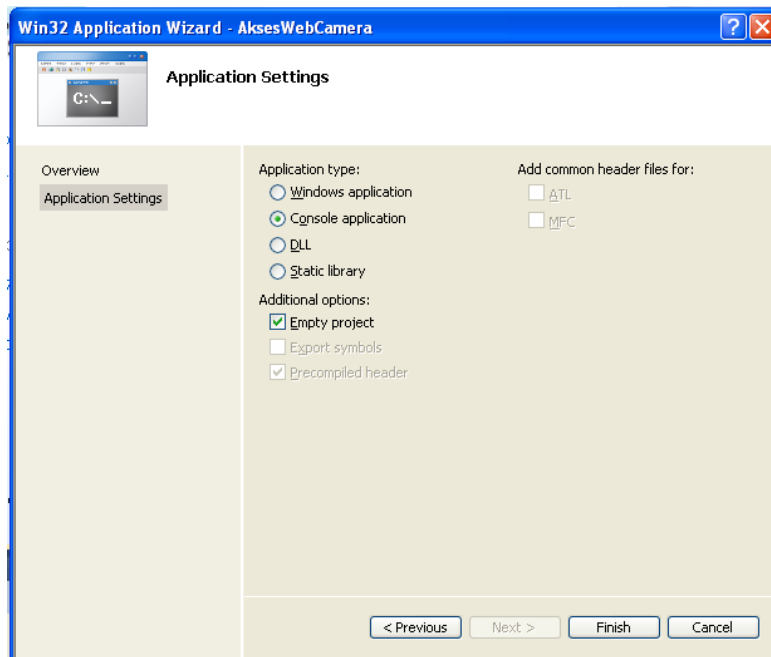 Win32 Application Wizard - AksesWebCamera
C:\_
Application Settings
Overview
Application Settings
Application type:
Windows application
Console application
DLL
Static library
Additional options:
Empty project
Export symbols
Precompiled header
Add common header files for:
ATL
MFC
< Previous
Next >
Finish
Cancel